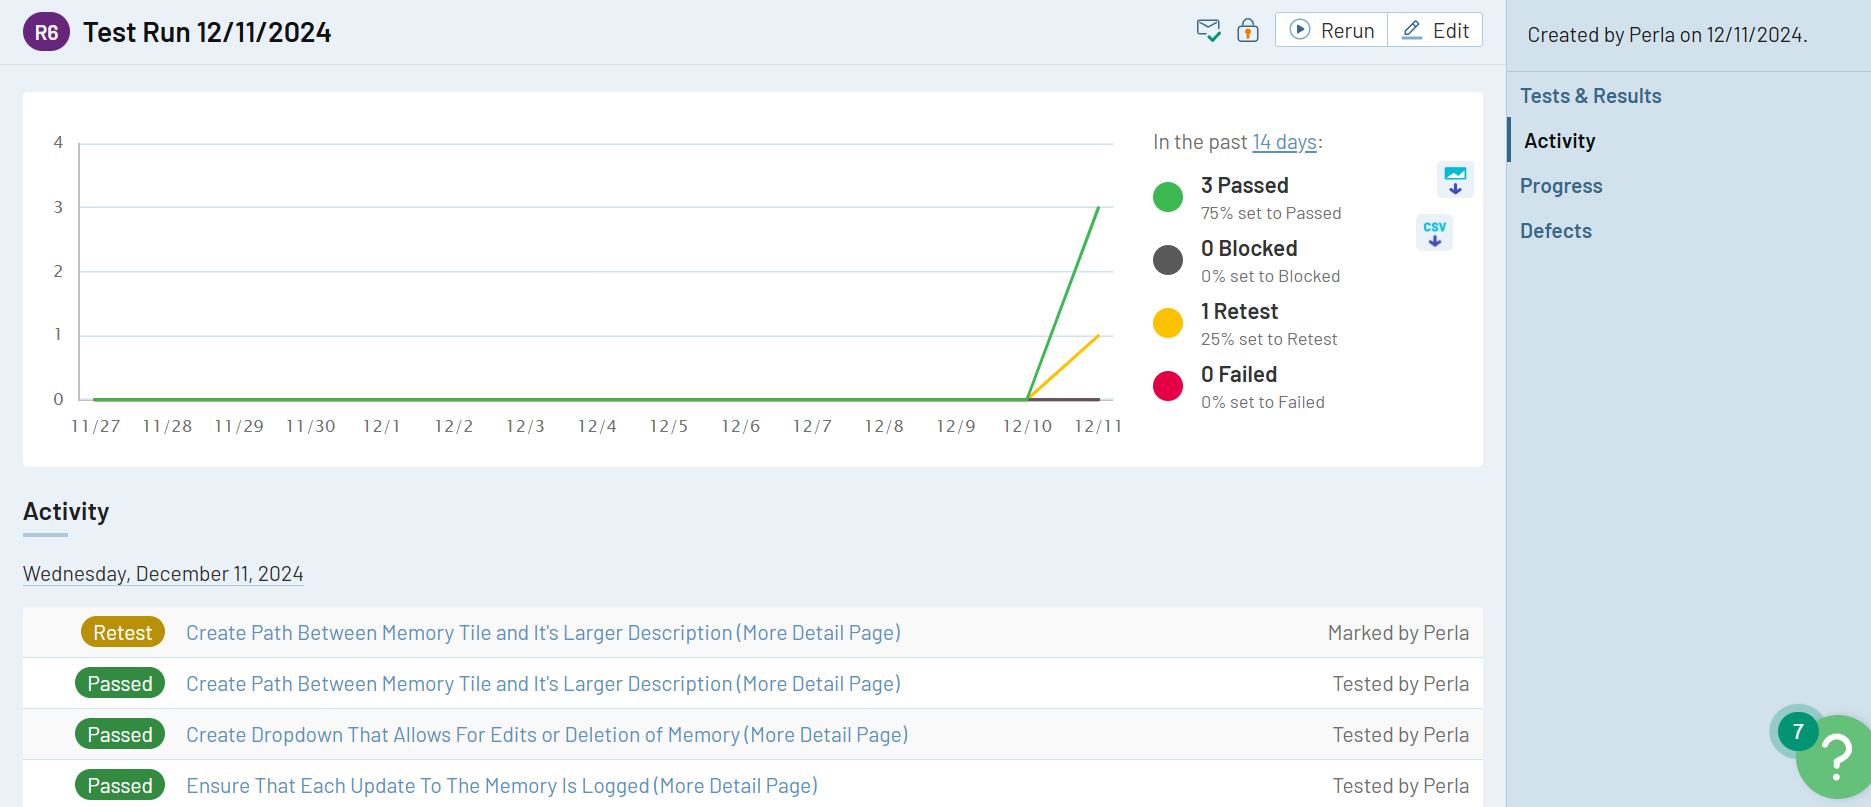 R6 Test Run 12/11/2024
Rerun Edit
Created by Perla on 12/11/2024.
Tests & Results
Activity
Progress
Defects
4
3
2
1
0
11/27 11/28 11/29 11/30 12/1 12/2 12/3 12/4 12/5 12/6 12/7 12/8 12/9 12/10 12/11
In the past 14 days:
3 Passed
75% set to Passed
0 Blocked
0% set to Blocked
1 Retest
25% set to Retest
0 Failed
0% set to Failed
CSV
Activity
Wednesday, December 11, 2024
Retest Create Path Between Memory Tile and It's Larger Description (More Detail Page) Marked by Perla
Passed Create Path Between Memory Tile and It's Larger Description (More Detail Page) Tested by Perla
Passed Create Dropdown That Allows For Edits or Deletion of Memory (More Detail Page) Tested by Perla
Passed Ensure That Each Update To The Memory Is Logged (More Detail Page) Tested by Perla
7
?